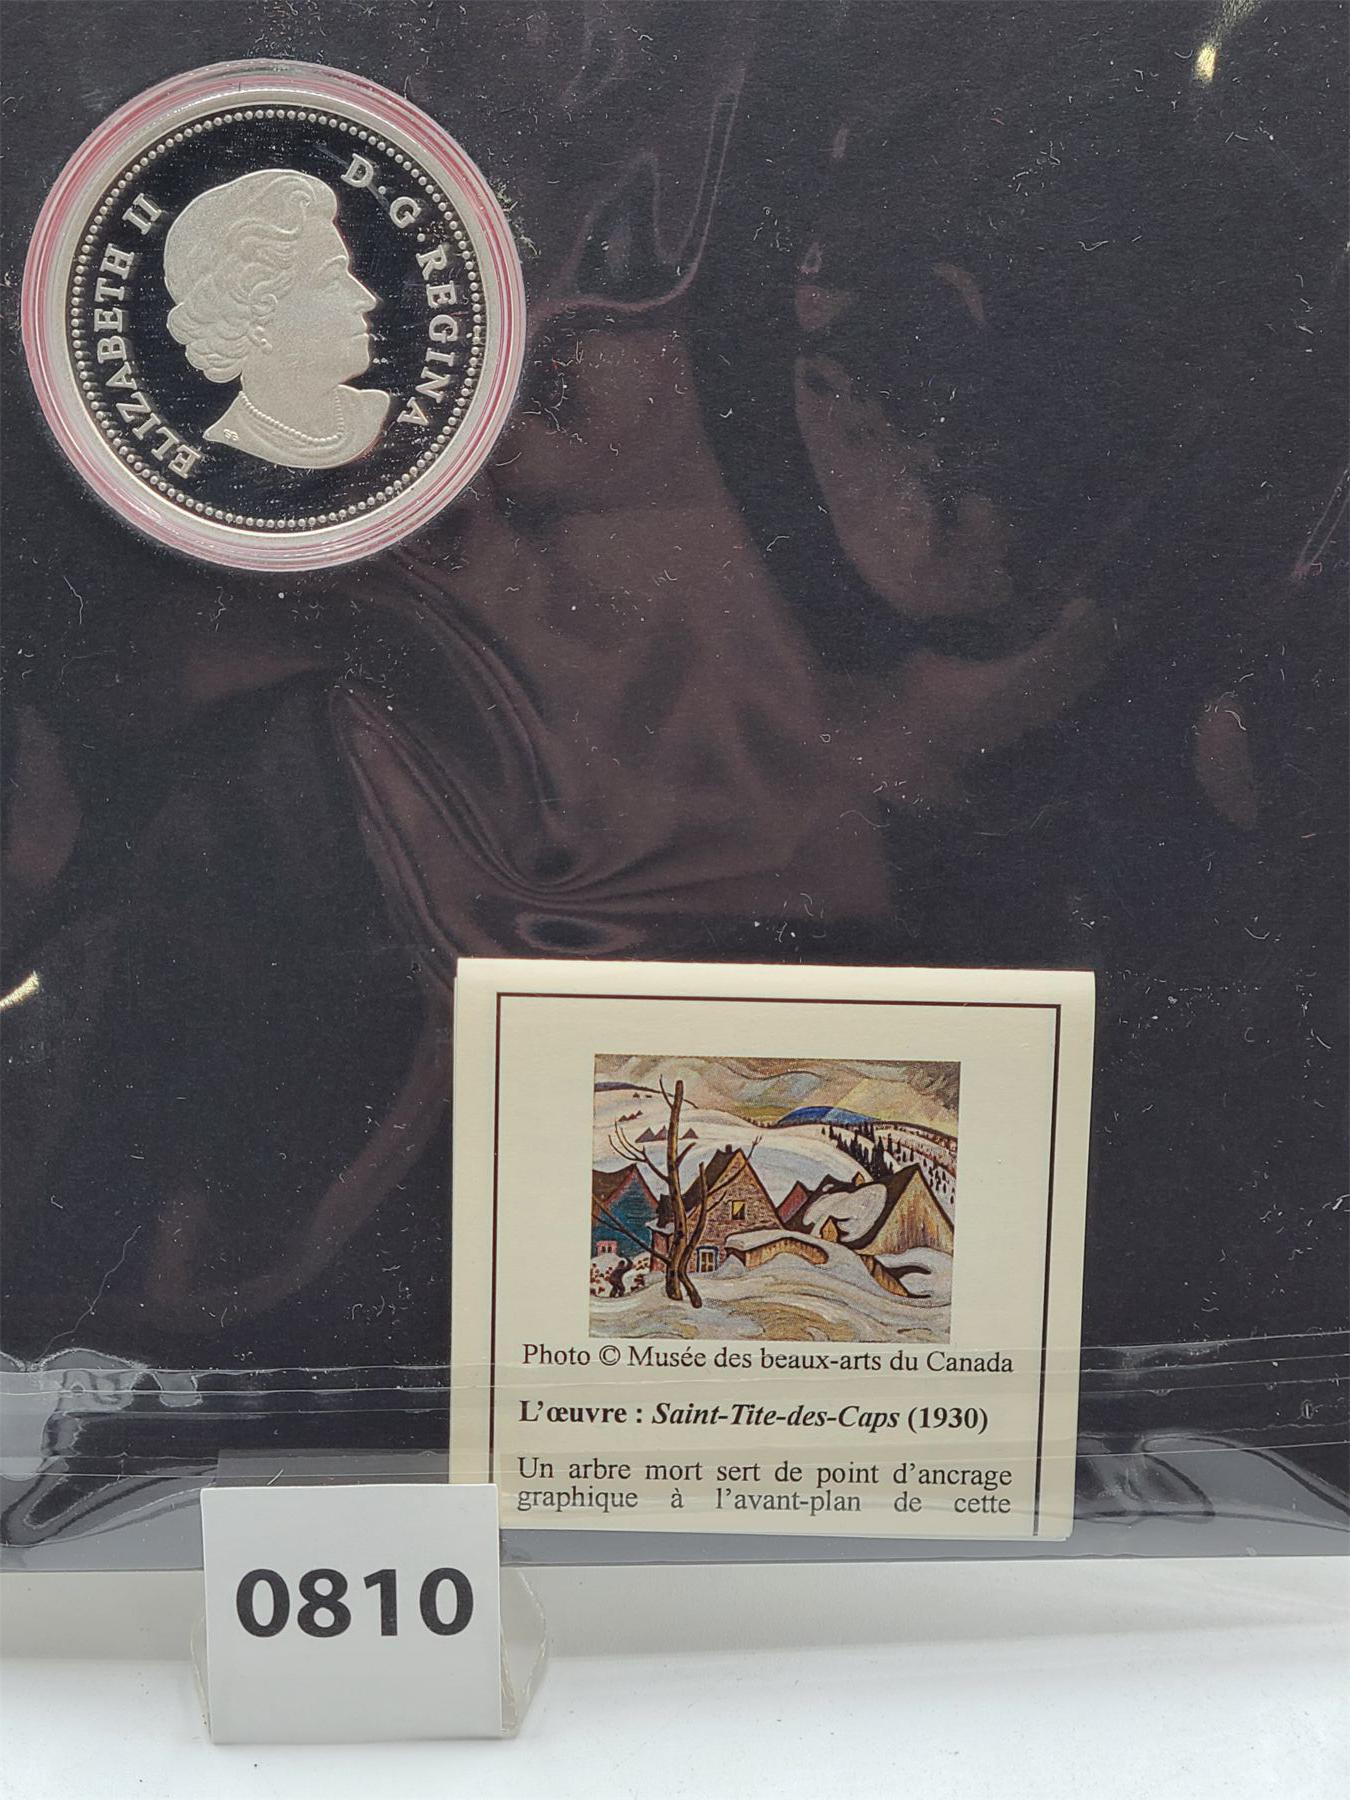 ELIZABETH II D·G·REGINA
Photo © Musée des beaux-arts du Canada
L'œuvre : Saint-Tite-des-Caps (1930)
Un arbre mort sert de point d'ancrage
graphique à l'avant-plan de cette
0810